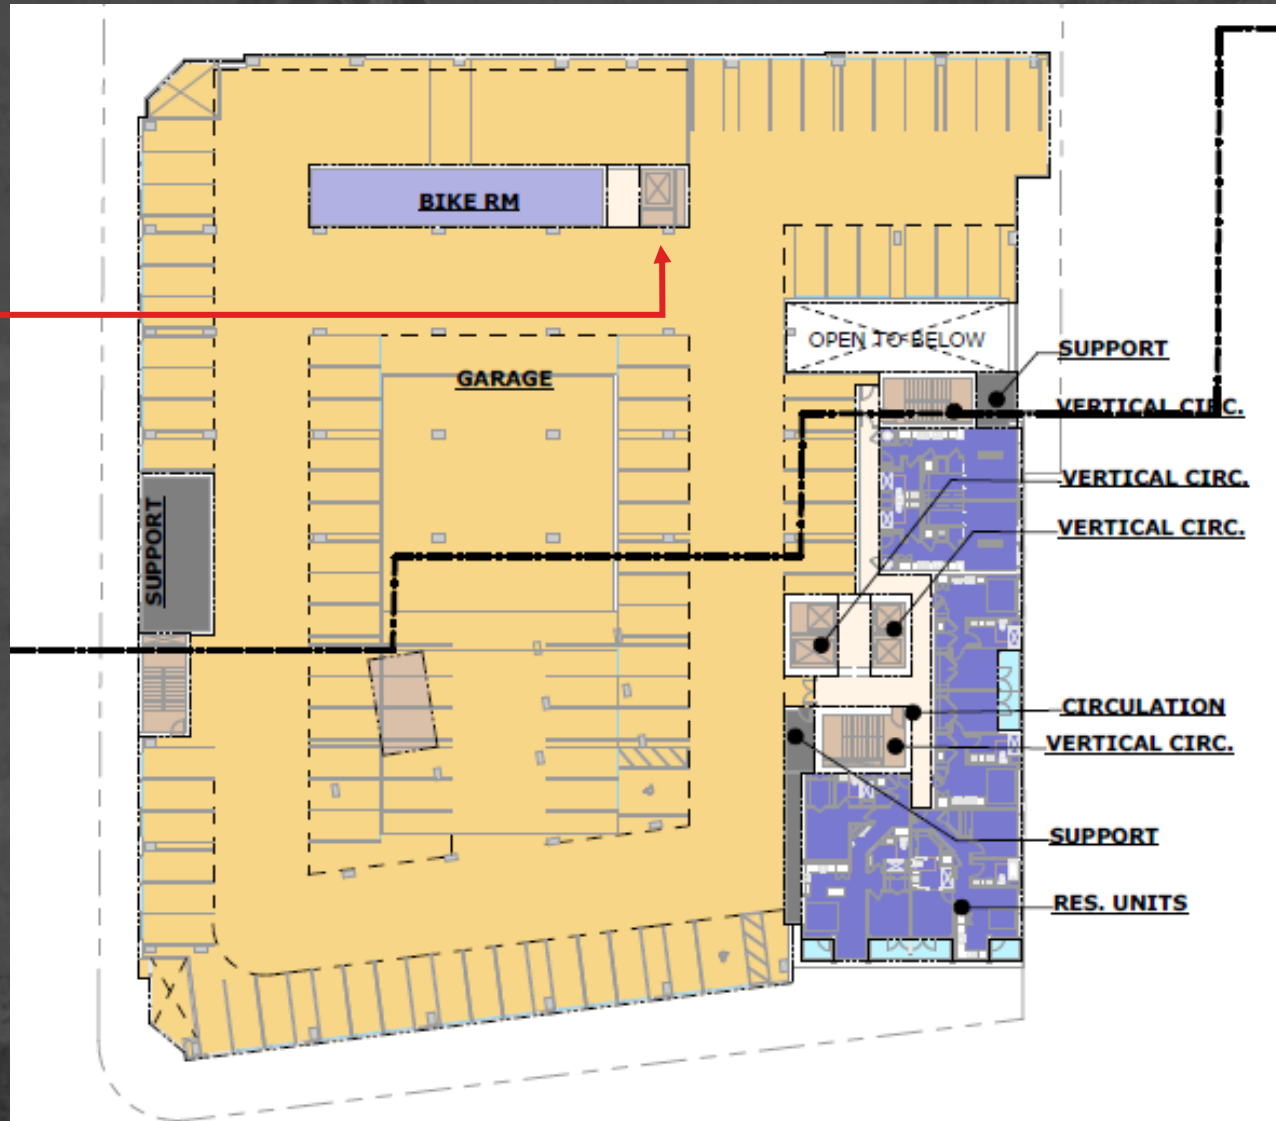 BIKE RM
OPEN TO BELOW
SUPPORT
GARAGE
VERTICAL CIRC.
VERTICAL CIRC.
VERTICAL CIRC.
SUPPORT
CIRCULATION
VERTICAL CIRC.
SUPPORT
RES. UNITS